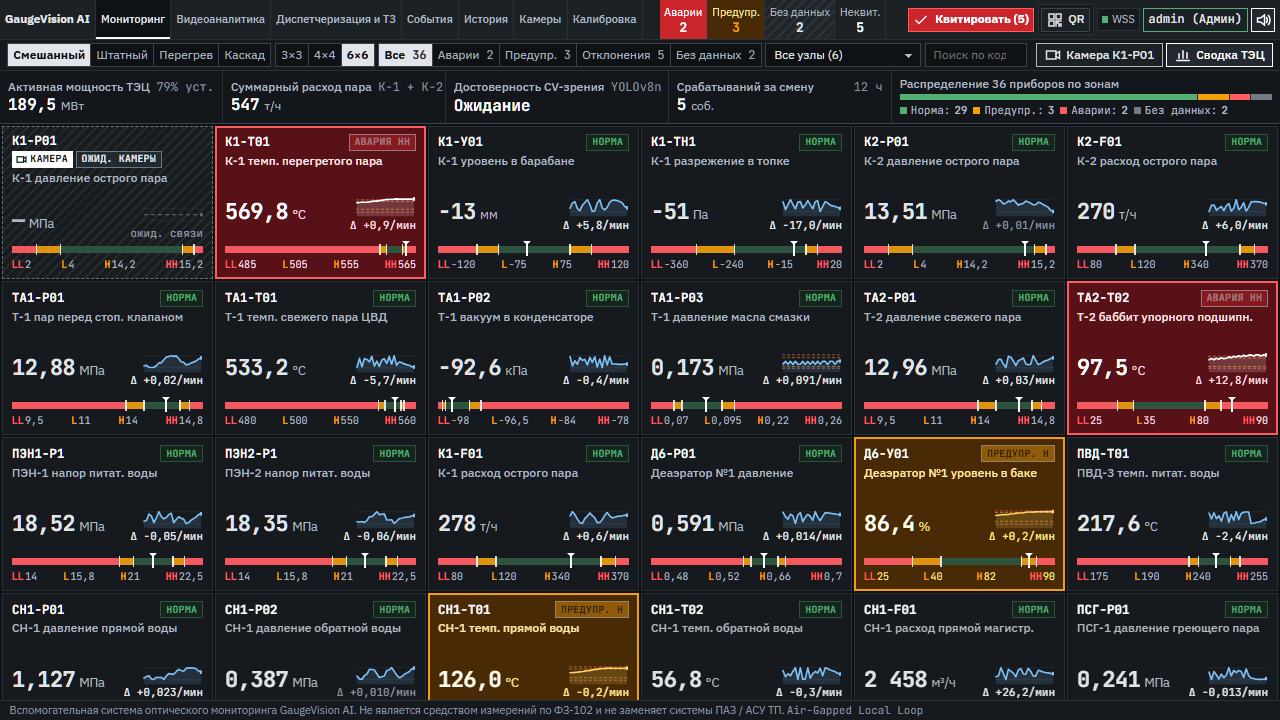 GaugeVision AI Мониторинг Видеоаналитика Диспетчеризация и ТЗ События История Камеры Калибровка Аварии 2 Предупр. 3 Без данных 2 Неквит. 5 Квитировать (5) QR WSS admin (Админ)
Смешанный Штатный Перегрев Каскад 3×3 4×4 6×6 Все 36 Аварии 2 Предупр. 3 Отклонения 5 Без данных 2 Все узлы (6) Поиск по код Камера К1-Р01 Сводка ТЭЦ
Активная мощность ТЭЦ 79% уст. Суммарный расход пара К-1 + К-2 Достоверность CV-зрения YOLOv8n Срабатываний за смену 12 ч Распределение 36 приборов по зонам
189,5 МВт 547 т/ч Ожидание 5 соб.
Норма: 29 Предупр.: 3 Аварии: 2 Без данных: 2
К1-Р01 К1-Т01 АВАРИЯ HH К1-У01 НОРМА К1-ТН1 НОРМА К2-Р01 НОРМА К2-F01 НОРМА
КАМЕРА ОЖИД. КАМЕРЫ
К-1 давление острого пара К-1 темп. перегретого пара К-1 уровень в барабане К-1 разрежение в топке К-2 давление острого пара К-2 расход острого пара
— МПа 569,8 °C -13 мм -51 Па 13,51 МПа 270 т/ч
ожид. связи Δ +0,9/мин Δ +5,8/мин Δ -17,0/мин Δ +0,01/мин Δ +6,0/мин
LL2 L4 H14,2 HH15,2 LL485 L505 H555 HH565 LL-120 L-75 H75 HH120 LL-360 L-240 H-15 HH20 LL2 L4 H14,2 HH15,2 LL80 L120 H340 HH370
ТА1-Р01 НОРМА ТА1-Т01 НОРМА ТА1-Р02 НОРМА ТА1-Р03 НОРМА ТА2-Р01 НОРМА ТА2-Т02 АВАРИЯ HH
Т-1 пар перед стоп. клапаном Т-1 темп. свежего пара ЦВД Т-1 вакуум в конденсаторе Т-1 давление масла смазки Т-2 давление свежего пара Т-2 баббит упорного подшипн.
12,88 МПа 533,2 °C -92,6 кПа 0,173 МПа 12,96 МПа 97,5 °C
Δ +0,02/мин Δ -5,7/мин Δ -0,4/мин Δ +0,091/мин Δ +0,03/мин Δ +12,8/мин
LL9,5 L11 H14 HH14,8 LL480 L500 H550 HH560 LL-98 L-96,5 H-84 HH-78 LL0,07 L0,095 H0,22 HH0,26 LL9,5 L11 H14 HH14,8 LL25 L35 H80 HH90
ПЭН1-Р1 НОРМА ПЭН2-Р1 НОРМА К1-F01 НОРМА Д6-Р01 НОРМА Д6-У01 ПРЕДУПР. H ПВД-Т01 НОРМА
ПЭН-1 напор питат. воды ПЭН-2 напор питат. воды К-1 расход острого пара Деаэратор №1 давление Деаэратор №1 уровень в баке ПВД-3 темп. питат. воды
18,52 МПа 18,35 МПа 278 т/ч 0,591 МПа 86,4 % 217,6 °C
Δ -0,05/мин Δ -0,06/мин Δ +0,6/мин Δ +0,014/мин Δ +0,2/мин Δ -2,4/мин
LL14 L15,8 H21 HH22,5 LL14 L15,8 H21 HH22,5 LL80 L120 H340 HH370 LL0,48 L0,52 H0,66 HH0,7 LL25 L40 H82 HH90 LL175 L190 H240 HH255
СН1-Р01 НОРМА СН1-Р02 НОРМА СН1-Т01 ПРЕДУПР. H СН1-Т02 НОРМА СН1-F01 НОРМА ПСГ-Р01 НОРМА
СН-1 давление прямой воды СН-1 давление обратной воды СН-1 темп. прямой воды СН-1 темп. обратной воды СН-1 расход прямой магистр. ПСГ-1 давление греющего пара
1,127 МПа 0,387 МПа 126,0 °C 56,8 °C 2 458 м³/ч 0,241 МПа
Δ +0,023/мин Δ +0,010/мин Δ -0,2/мин Δ -0,3/мин Δ +26,2/мин Δ -0,013/мин
Вспомогательная система оптического мониторинга GaugeVision AI. Не является средством измерений по ФЗ-102 и не заменяет системы ПАЗ / АСУ ТП. Air-Gapped Local Loop